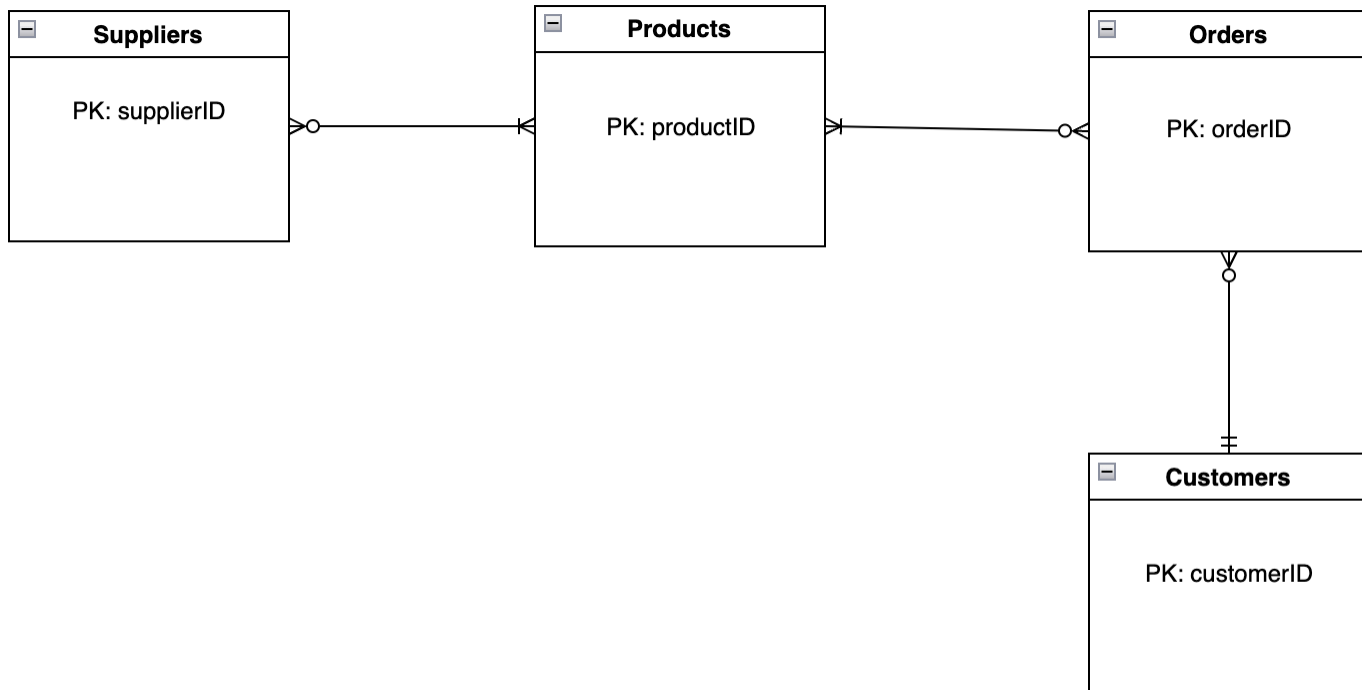 Suppliers
PK: supplierID
Products
PK: productID
Orders
PK: orderID
Customers
PK: customerID